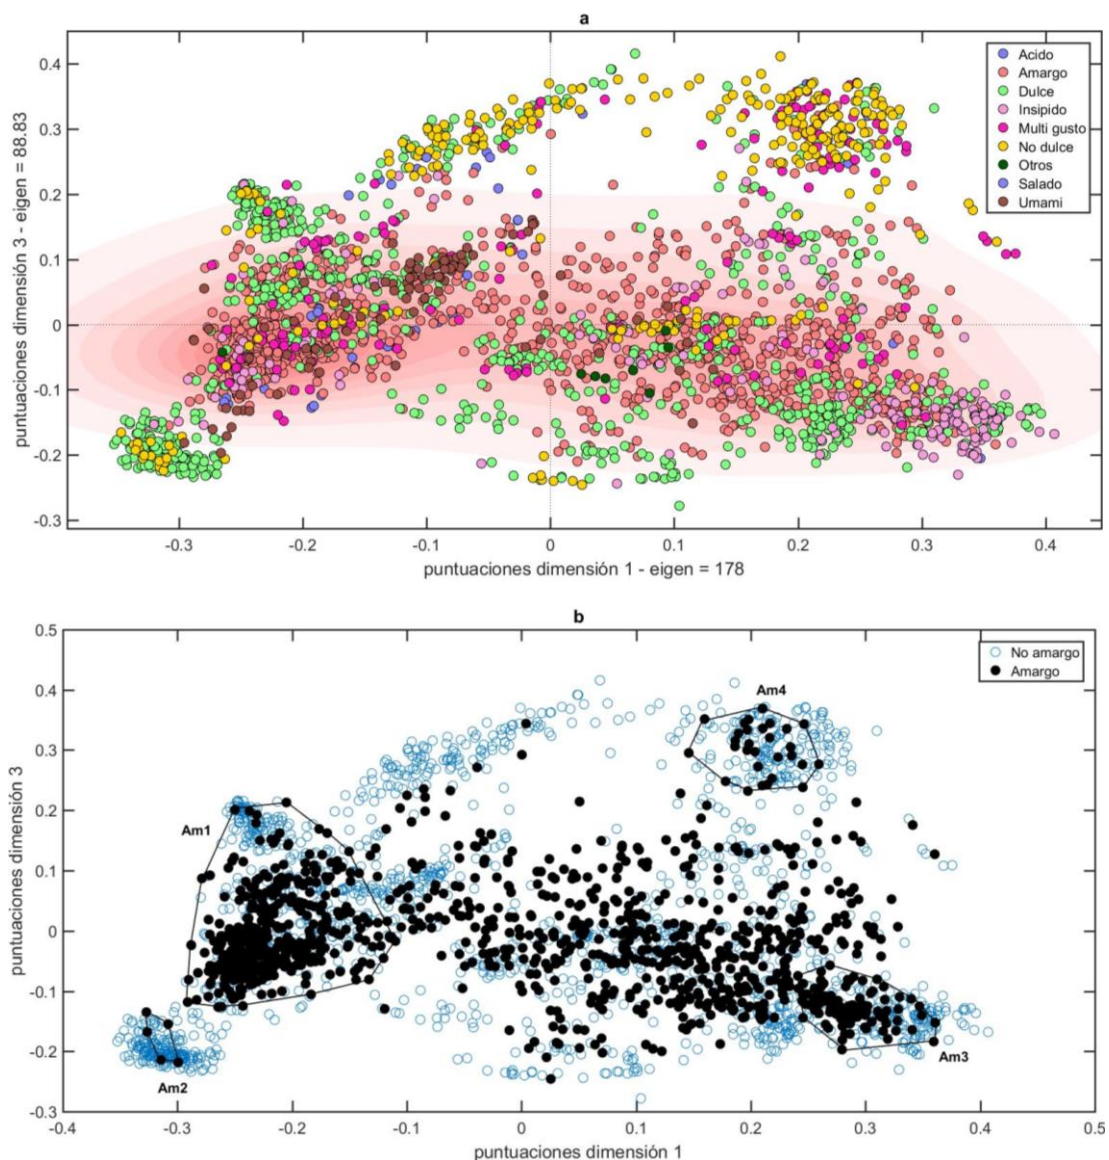 a
puntuaciones dimensión 3 - eigen = 88.83
0.4
0.3
0.2
0.1
0
-0.1
-0.2
-0.3
Acido
Amargo
Dulce
Insipido
Multi gusto
No dulce
Otros
Salado
Umami
-0.3 -0.2 -0.1 0 0.1 0.2 0.3 0.4
puntuaciones dimensión 1 - eigen = 178
b
puntuaciones dimensión 3
0.5
0.4
0.3
0.2
0.1
0
-0.1
-0.2
-0.3
No amargo
Amargo
Am4
Am1
Am2
Am3
-0.4 -0.3 -0.2 -0.1 0 0.1 0.2 0.3 0.4 0.5
puntuaciones dimensión 1